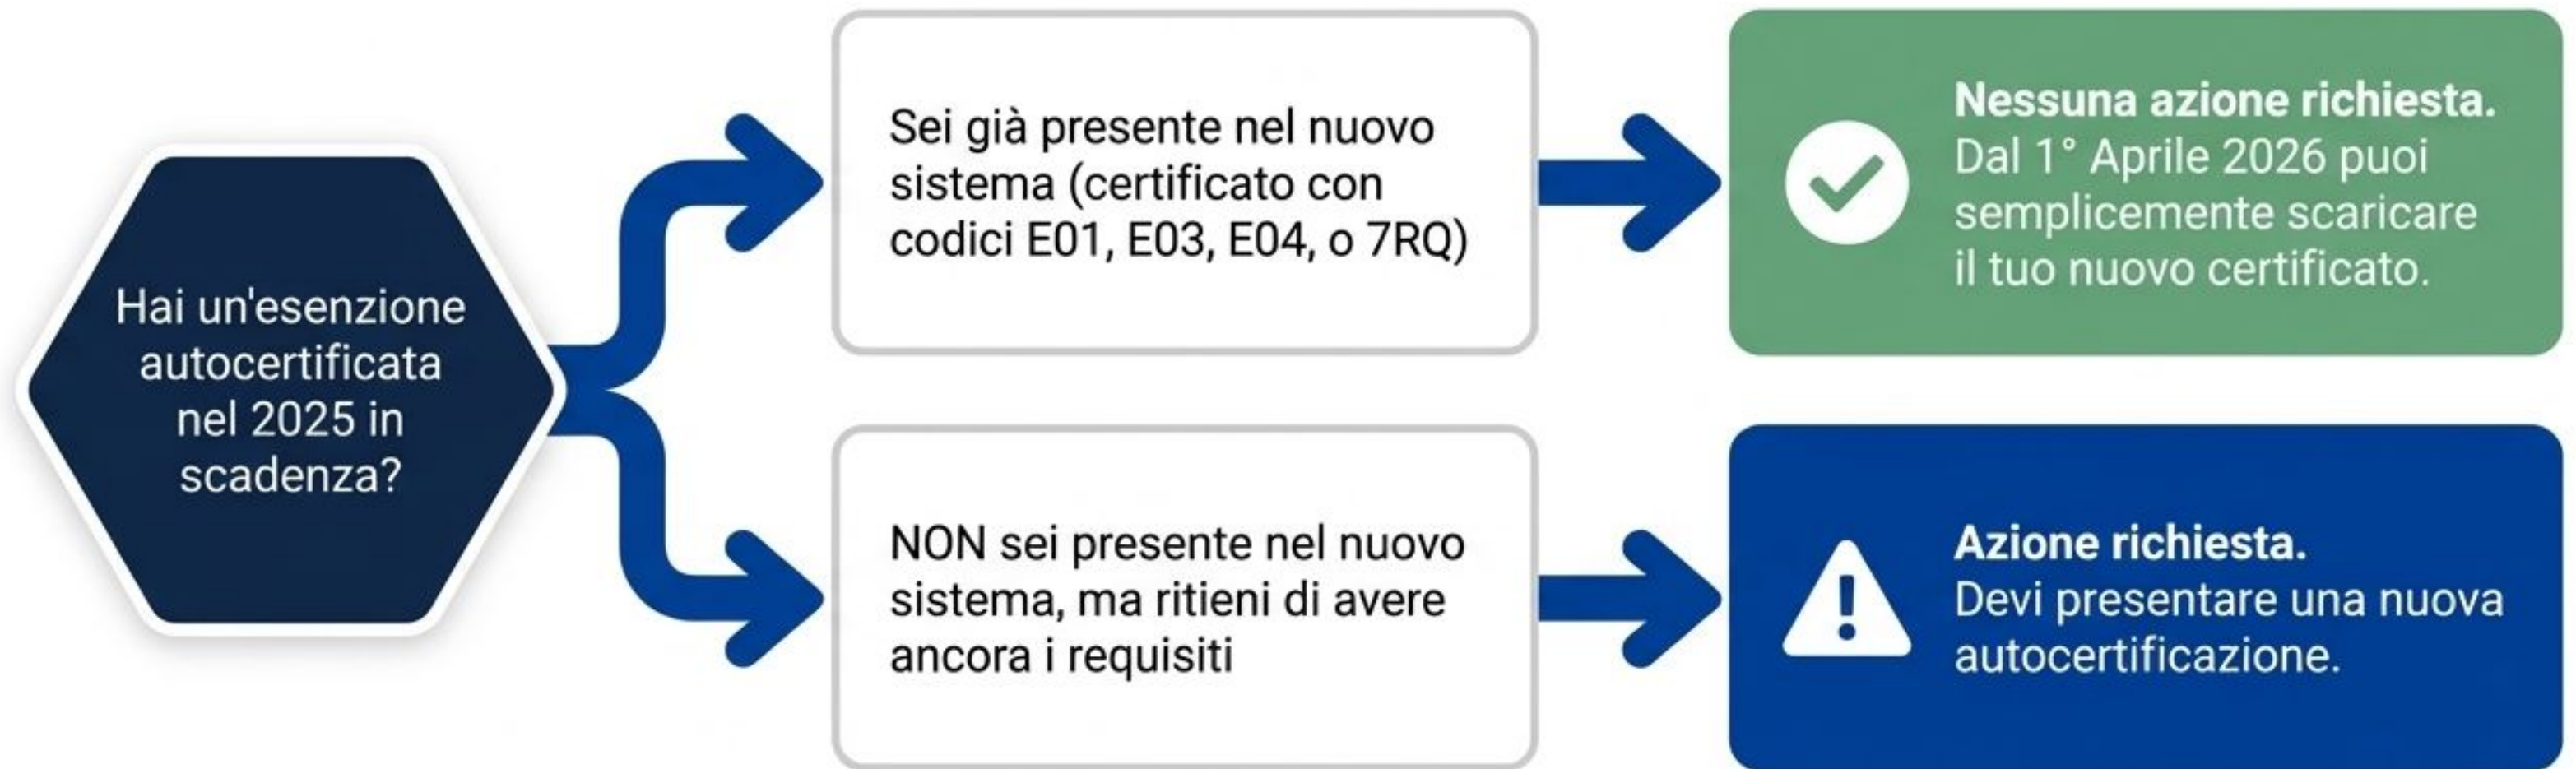 Hai un'esenzione
autocertificata
nel 2025 in
scadenza?
Sei già presente nel nuovo
sistema (certificato con
codici E01, E03, E04, o 7RQ)
Nessuna azione richiesta.
Dal 1° Aprile 2026 puoi
semplicemente scaricare
il tuo nuovo certificato.
NON sei presente nel nuovo
sistema, ma ritieni di avere
ancora i requisiti
Azione richiesta.
Devi presentare una nuova
autocertificazione.